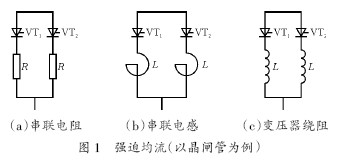 VT₁ VT₂ VT₁ VT₂ VT₁ VT₂
R R L L L L
(a)串联电阻 (b)串联电感 (c)变压器绕阻
图1 强迫均流(以晶闸管为例)